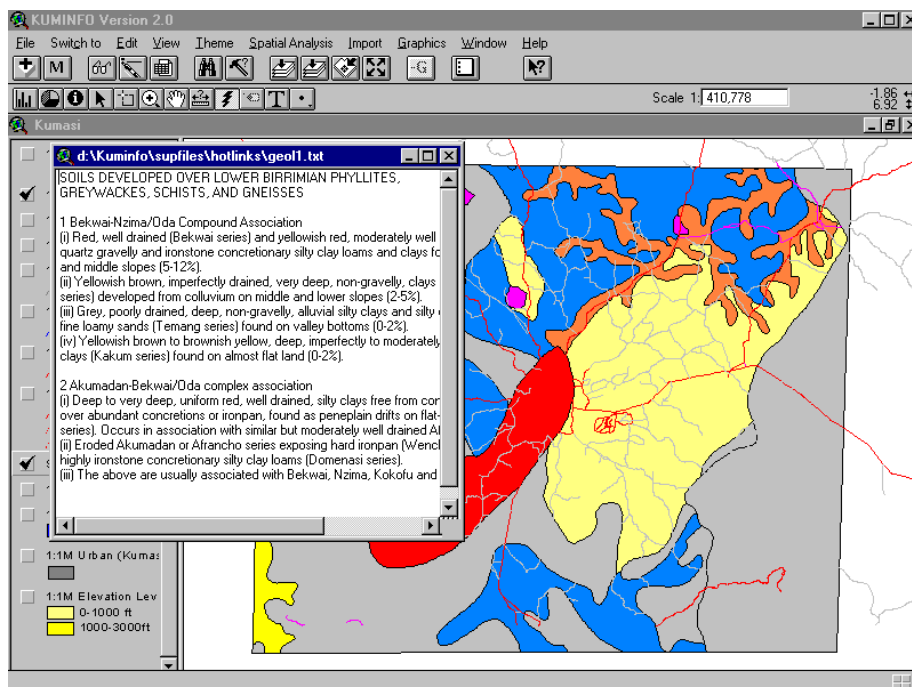 KUMINFO Version 2.0
File Switch to Edit View Theme Spatial Analysis Import Graphics Window Help
M -G
T Scale 1: 410,778 -1.86
6.92
Kumasi
d:\Kuminfo\supfiles\hotlinks\geol1.txt
SOILS DEVELOPED OVER LOWER BIRRIMIAN PHYLLITES,
GREYWACKES, SCHISTS, AND GNEISSES
1 Bekwai-Nzima/Oda Compound Association
(i) Red, well drained (Bekwai series) and yellowish red, moderately well
quartz gravelly and ironstone concretionary silty clay loams and clays fo
and middle slopes (5-12%).
(ii) Yellowish brown, imperfectly drained, very deep, non-gravelly, clays
series) developed from colluvium on middle and lower slopes (2-5%).
(iii) Grey, poorly drained, deep, non-gravelly, alluvial silty clays and silty
fine loamy sands (Temang series) found on valley bottoms (0-2%).
(iv) Yellowish brown to brownish yellow, deep, imperfectly to moderately
clays (Kakum series) found on almost flat land (0-2%).
2 Akumadan-Bekwai/Oda complex association
(i) Deep to very deep, uniform red, well drained, silty clays free from con
over abundant concretions or ironpan, found as peneplain drifts on flat-
series). Occurs in association with similar but moderately well drained Af
(ii) Eroded Akumadan or Afrancho series exposing hard ironpan (Wencl
highly ironstone concretionary silty clay loams (Domenasi series).
(iii) The above are usually associated with Bekwai, Nzima, Kokofu and
1:1M Urban (Kumas
1:1M Elevation Lev
0-1000 ft
1000-3000ft